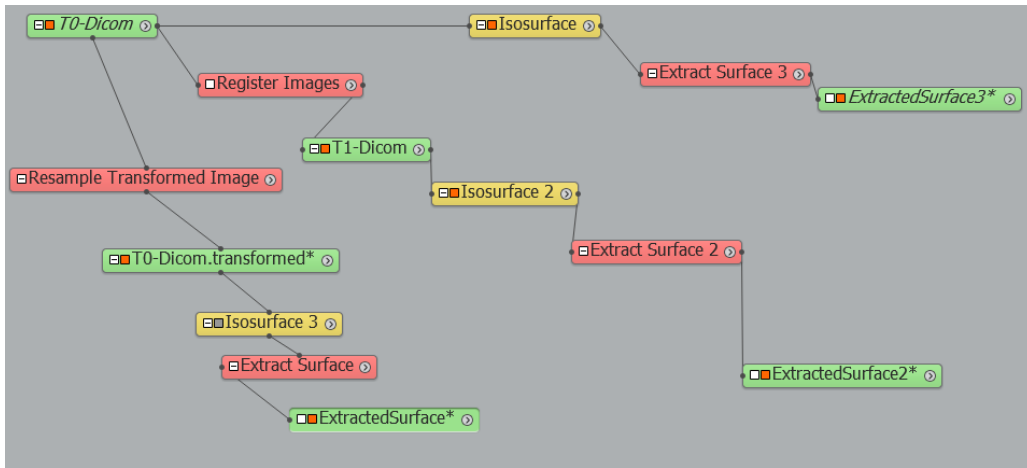 T0-Dicom
Isosurface
Extract Surface 3
Register Images
ExtractedSurface3*
T1-Dicom
Resample Transformed Image
Isosurface 2
Extract Surface 2
T0-Dicom.transformed*
Isosurface 3
Extract Surface
ExtractedSurface2*
ExtractedSurface*